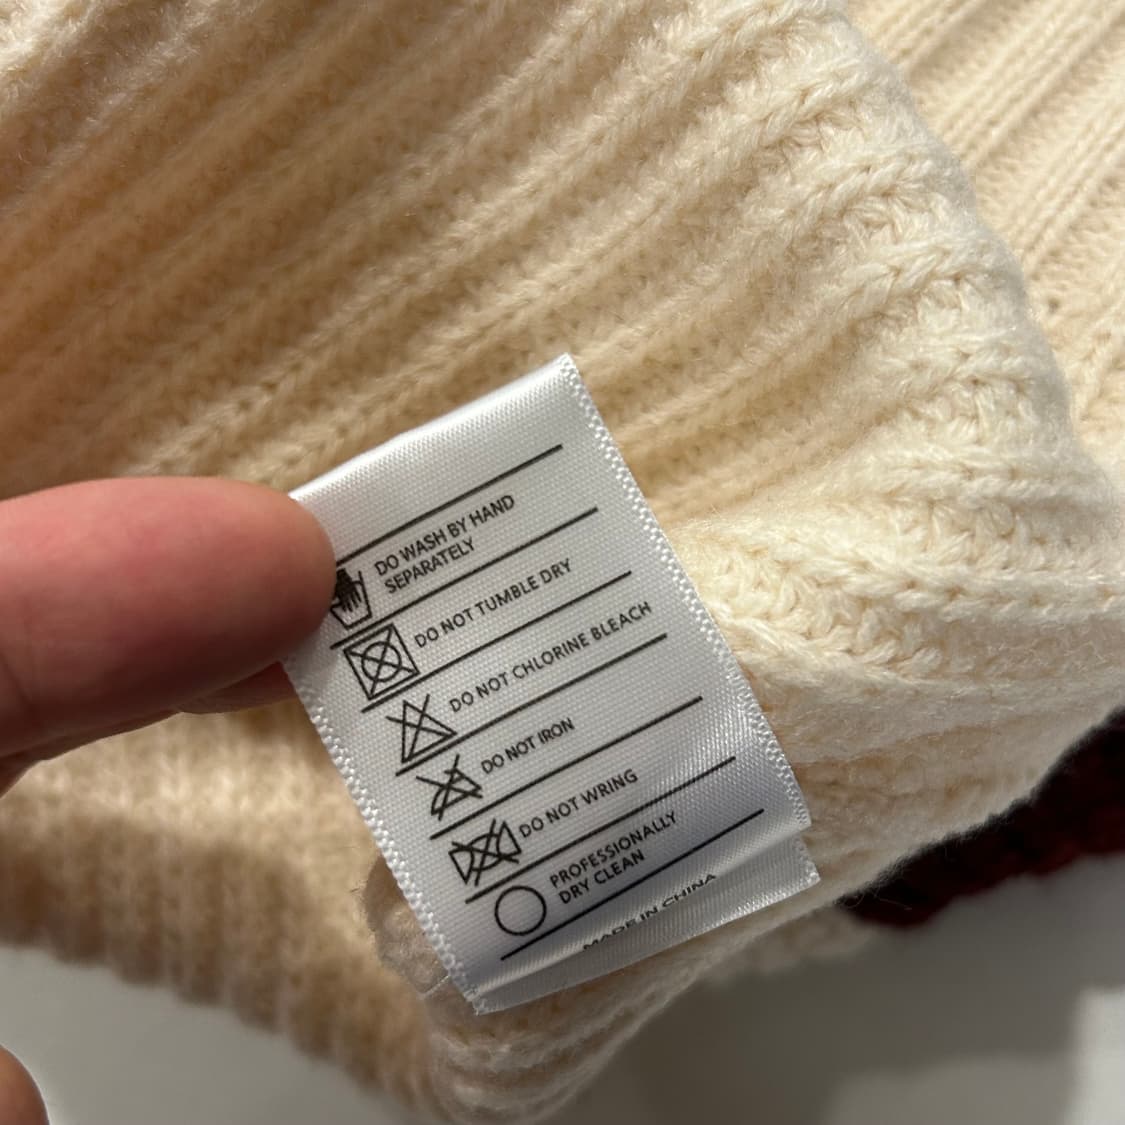 DO WASH BY HAND
SEPARATELY
DO NOT TUMBLE DRY
DO NOT CHLORINE BLEACH
DO NOT IRON
DO NOT WRING
PROFESSIONALLY
DRY CLEAN
MADE IN CHINA